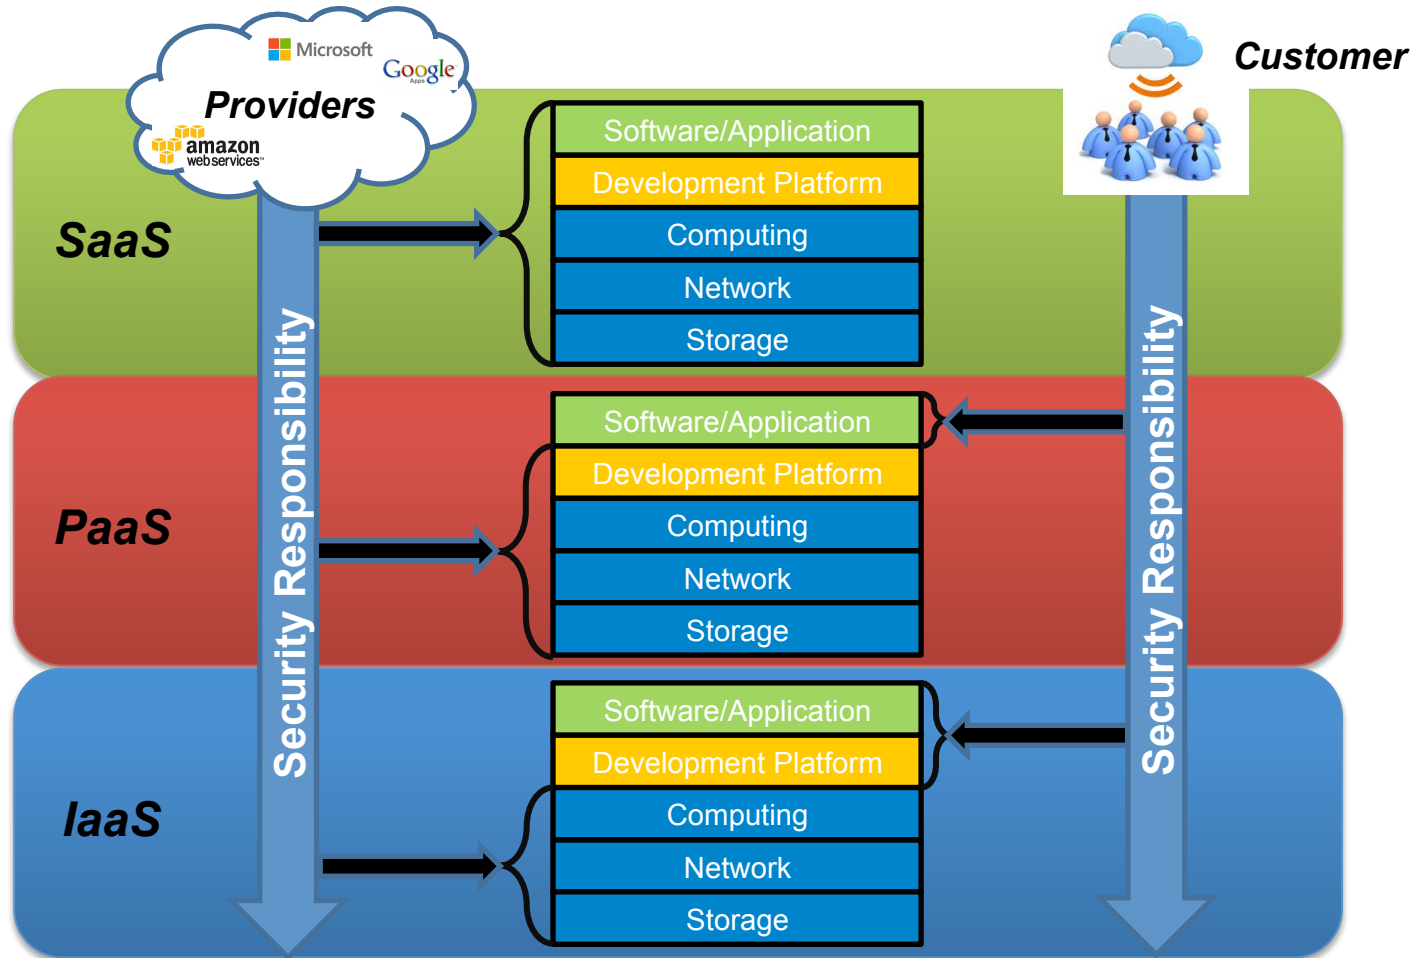 Microsoft
Google
Apps
Providers
amazon
webservices™
Customer
SaaS
Software/Application
Development Platform
Computing
Network
Storage
PaaS
Software/Application
Development Platform
Computing
Network
Storage
IaaS
Software/Application
Development Platform
Computing
Network
Storage
Security Responsibility
Security Responsibility